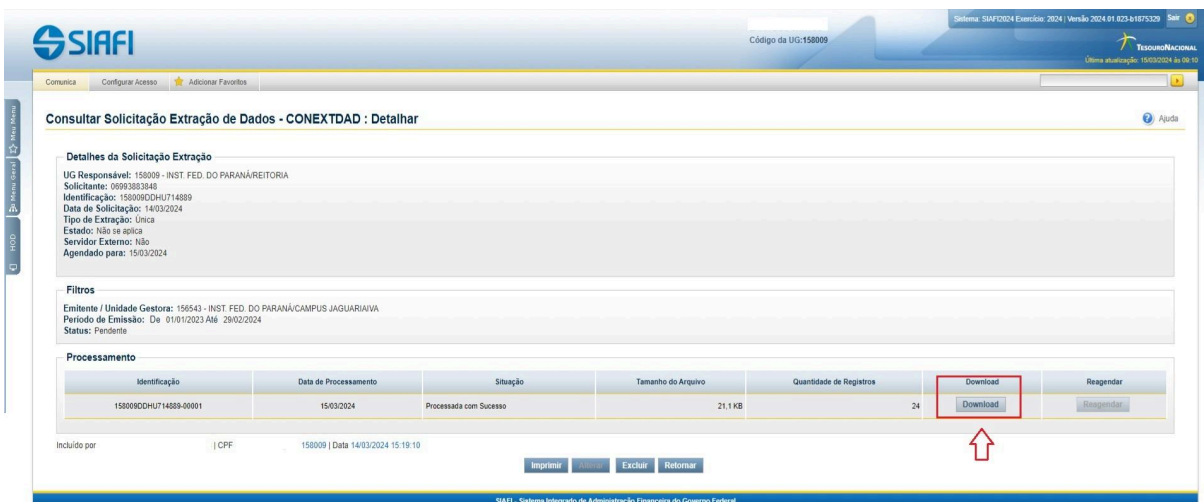 Sistema: SIAFI2024 Exercício: 2024 | Versão 2024.01.023-b1875329 Sair
SIAFI
Código da UG:158009
TESOURONACIONAL
Última atualização: 15/03/2024 às 09:10
Comunica Configurar Acesso Adicionar Favoritos
Meu Menu
Menu Geral
HOD
Consultar Solicitação Extração de Dados - CONEXTDAD : Detalhar
Ajuda
Detalhes da Solicitação Extração
UG Responsável: 158009 - INST. FED. DO PARANÁ/REITORIA
Solicitante: 06993883848
Identificação: 158009DDHU714889
Data de Solicitação: 14/03/2024
Tipo de Extração: Única
Estado: Não se aplica
Servidor Externo: Não
Agendado para: 15/03/2024
Filtros
Emitente / Unidade Gestora: 156543 - INST. FED. DO PARANÁ/CAMPUS JAGUARIAIVA
Período de Emissão: De 01/01/2023 Até 29/02/2024
Status: Pendente
Processamento
Identificação Data de Processamento Situação Tamanho do Arquivo Quantidade de Registros Download Reagendar
158009DDHU714889-00001 15/03/2024 Processada com Sucesso 21,1 KB 24 Download Reagendar
Incluído por | CPF 158009 | Data 14/03/2024 15:19:10
Imprimir Alterar Excluir Retornar
SIAFI - Sistema Integrado de Administração Financeira do Governo Federal